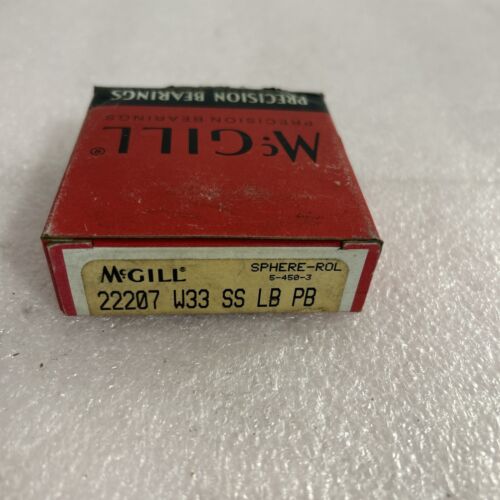 PRECISION BEARINGS
PRECISION BEARINGS
McGILL®
McGILL® SPHERE-ROL
5-450-3
22207 W33 SS LB PB